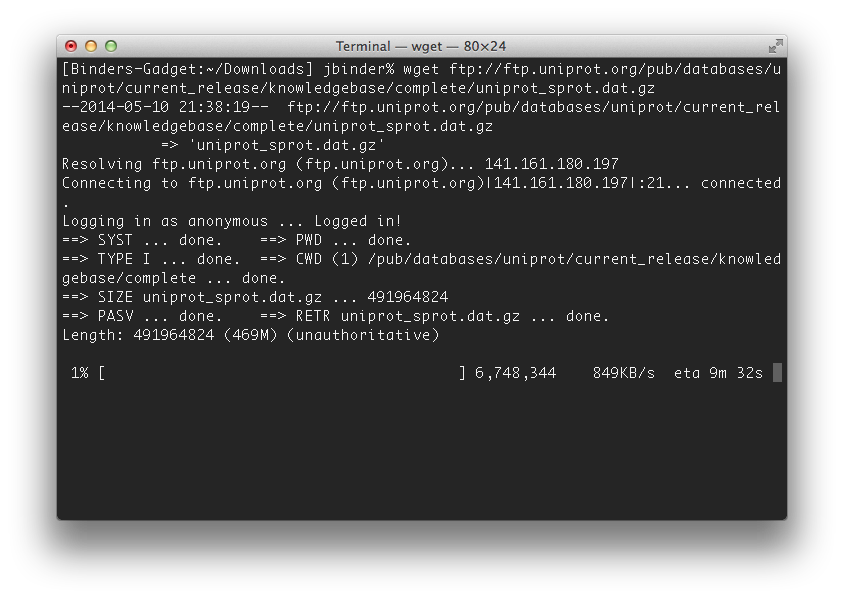 Terminal — wget — 80×24
[Binders-Gadget:~/Downloads] jbinder% wget ftp://ftp.uniprot.org/pub/databases/u
niprot/current_release/knowledgebase/complete/uniprot_sprot.dat.gz
--2014-05-10 21:38:19--  ftp://ftp.uniprot.org/pub/databases/uniprot/current_rel
ease/knowledgebase/complete/uniprot_sprot.dat.gz
           => 'uniprot_sprot.dat.gz'
Resolving ftp.uniprot.org (ftp.uniprot.org)... 141.161.180.197
Connecting to ftp.uniprot.org (ftp.uniprot.org)|141.161.180.197|:21... connected
.
Logging in as anonymous ... Logged in!
==> SYST ... done.    ==> PWD ... done.
==> TYPE I ... done.  ==> CWD (1) /pub/databases/uniprot/current_release/knowled
gebase/complete ... done.
==> SIZE uniprot_sprot.dat.gz ... 491964824
==> PASV ... done.    ==> RETR uniprot_sprot.dat.gz ... done.
Length: 491964824 (469M) (unauthoritative)
 1% [                                       ] 6,748,344    849KB/s  eta 9m 32s